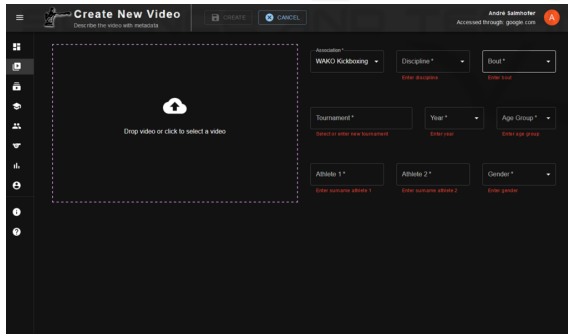 Create New Video
Describe the video with metadata
CREATE
CANCEL
André Salmhofer
Accessed through: google.com
A
Drop video or click to select a video
Association *
WAKO Kickboxing
Discipline *
Enter discipline
Bout *
Enter bout
Tournament *
Select or enter new tournament
Year *
Enter year
Age Group *
Enter age group
Athlete 1 *
Enter surname athlete 1
Athlete 2 *
Enter surname athlete 2
Gender *
Enter gender